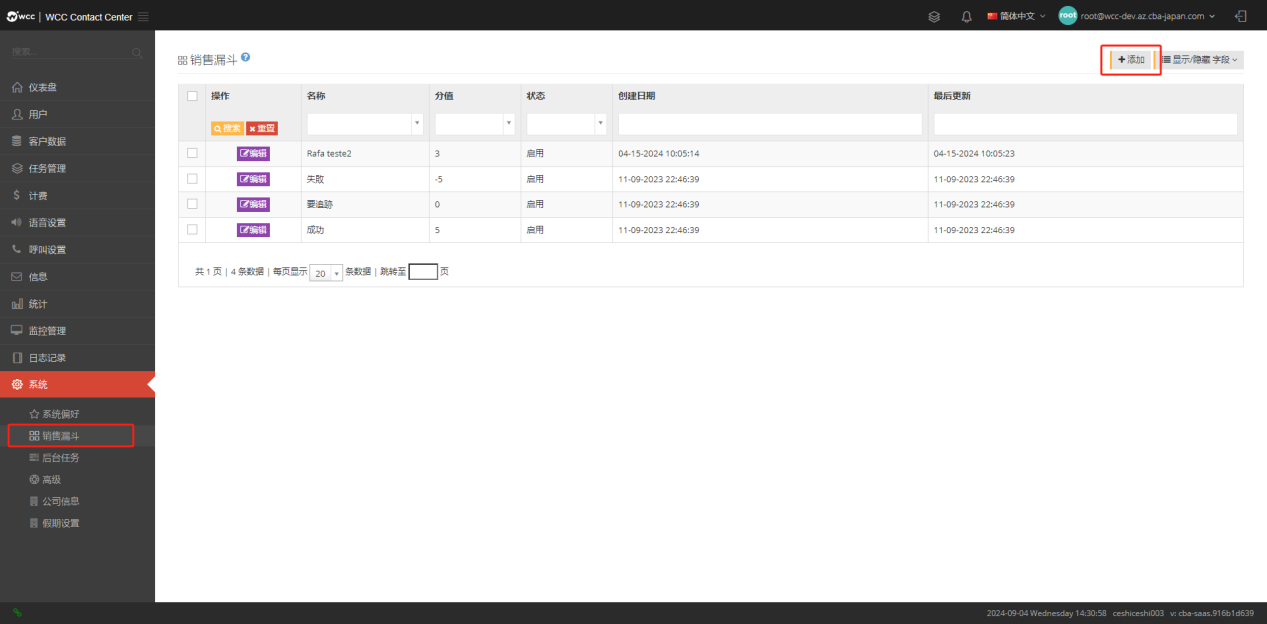 wcc | WCC Contact Center
简体中文
root
root@wcc-dev.az.cba-japan.com
搜索...
仪表盘
用户
客户数据
任务管理
计费
语音设置
呼叫设置
信息
统计
监控管理
日志记录
系统
系统偏好
销售漏斗
后台任务
高级
公司信息
假期设置
销售漏斗
添加
显示/隐藏 字段
操作 名称 分值 状态 创建日期 最后更新
搜索 重置
编辑 Rafa teste2 3 启用 04-15-2024 10:05:14 04-15-2024 10:05:23
编辑 失败 -5 启用 11-09-2023 22:46:39 11-09-2023 22:46:39
编辑 要追踪 0 启用 11-09-2023 22:46:39 11-09-2023 22:46:39
编辑 成功 5 启用 11-09-2023 22:46:39 11-09-2023 22:46:39
共 1 页 | 4 条数据 | 每页显示 20 条数据 | 跳转至 页
2024-09-04 Wednesday 14:30:58 ceshiceshi003 v: cba-saas.916b1d639